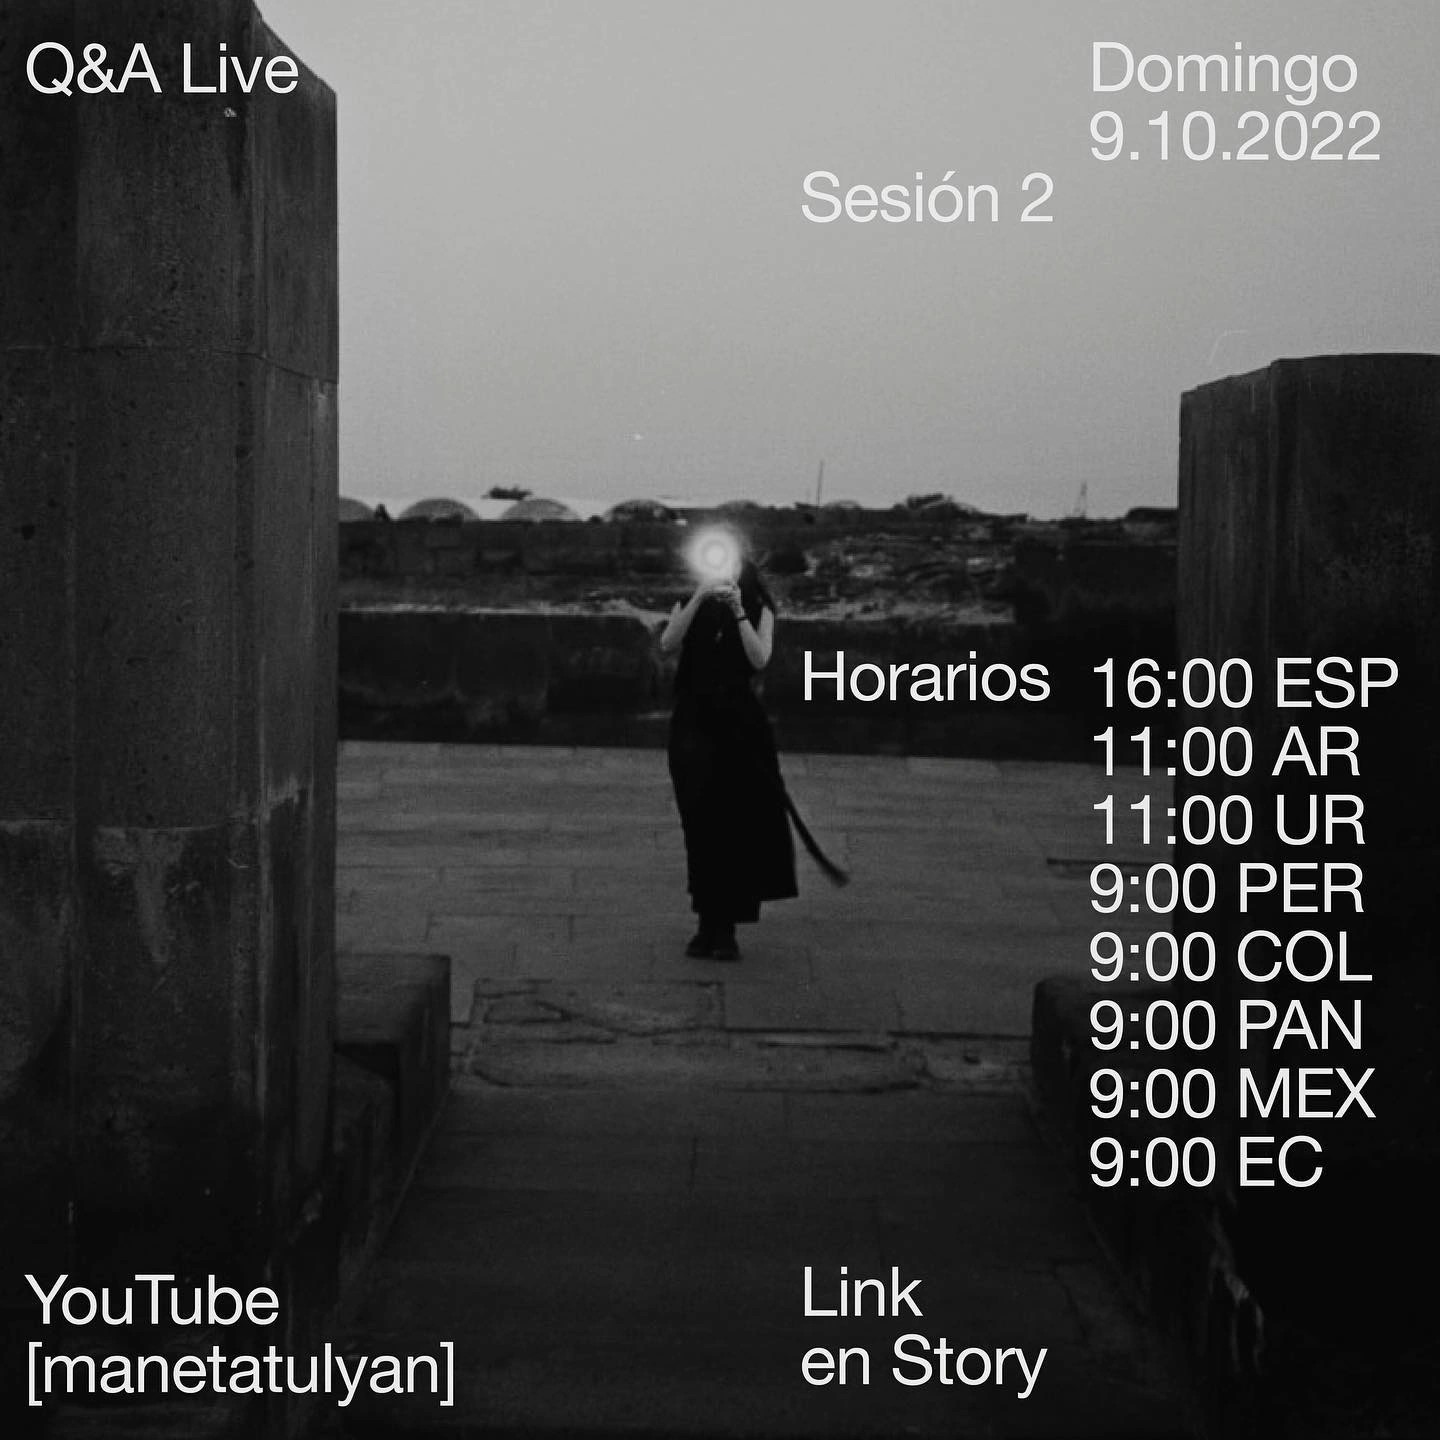 Q&A Live
Domingo
9.10.2022
Sesión 2
Horarios
16:00 ESP
11:00 AR
11:00 UR
9:00 PER
9:00 COL
9:00 PAN
9:00 MEX
9:00 EC
YouTube
[manetatulyan]
Link
en Story